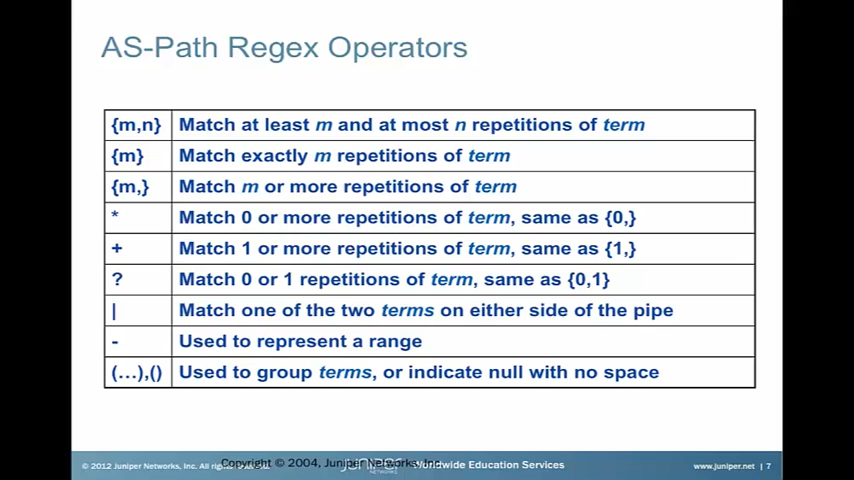 AS-Path Regex Operators
{m,n} Match at least m and at most n repetitions of term
{m} Match exactly m repetitions of term
{m,} Match m or more repetitions of term
* Match 0 or more repetitions of term, same as {0,}
+ Match 1 or more repetitions of term, same as {1,}
? Match 0 or 1 repetitions of term, same as {0,1}
| Match one of the two terms on either side of the pipe
- Used to represent a range
(…),() Used to group terms, or indicate null with no space
© 2012 Juniper Networks, Inc. All rights Copyright © 2004, Juniper Networks, Worldwide Education Services www.juniper.net | 7